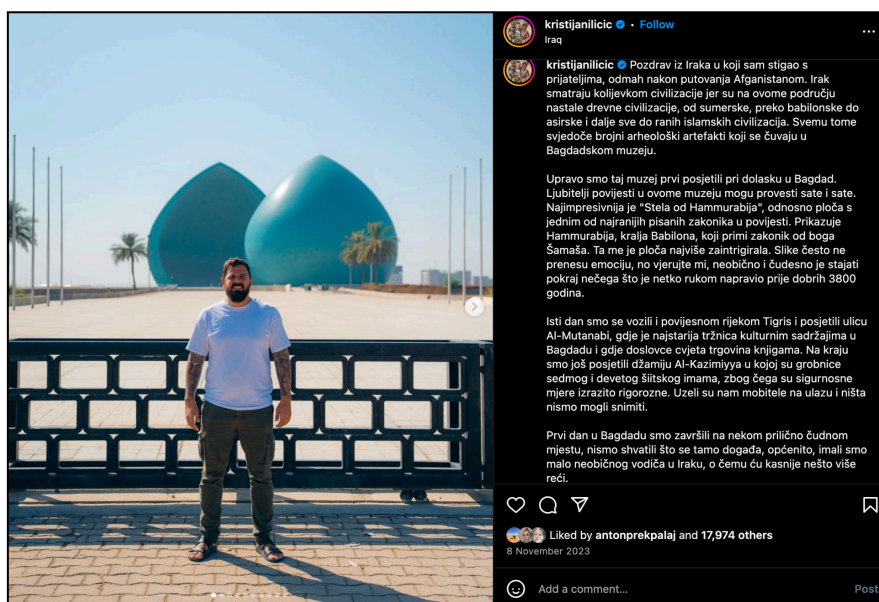 kristijanilicic • Follow
Iraq
kristijanilicic Pozdrav iz Iraka u koji sam stigao s
prijateljima, odmah nakon putovanja Afganistanom. Irak
smatraju kolijevkom civilizacije jer su na ovome području
nastale drevne civilizacije, od sumerske, preko babilonske do
asirske i dalje sve do ranih islamskih civilizacija. Svemu tome
svjedoče brojni arheološki artefakti koji se čuvaju u
Bagdadskom muzeju.
Upravo smo taj muzej prvi posjetili pri dolasku u Bagdad.
Ljubitelji povijesti u ovome muzeju mogu provesti sate i sate.
Najimpresivnija je "Stela od Hammurabija", odnosno ploča s
jednim od najranijih pisanih zakonika u povijesti. Prikazuje
Hammurabija, kralja Babilona, koji primi zakonik od boga
Šamaša. Ta me je ploča najviše zaintrigirala. Slike često ne
prenesu emociju, no vjerujte mi, neobično i čudesno je stajati
pokraj nečega što je netko rukom napravio prije dobrih 3800
godina.
Isti dan smo se vozili i povijesnom rijekom Tigris i posjetili ulicu
Al-Mutanabi, gdje je najstarija tržnica kulturnim sadržajima u
Bagdadu i gdje doslovce cvjeta trgovina knjigama. Na kraju
smo još posjetili džamiju Al-Kazimiyya u kojoj su grobnice
sedmog i devetog šiitskog imama, zbog čega su sigurnosne
mjere izrazito rigorozne. Uzeli su nam mobitele na ulazu i ništa
nismo mogli snimiti.
Prvi dan u Bagdadu smo završili na nekom prilično čudnom
mjestu, nismo shvatili što se tamo događa, općenito, imali smo
malo neobičnog vodiča u Iraku, o čemu ću kasnije nešto više
reći.
Liked by antonprekpalaj and 17,974 others
8 November 2023
Add a comment... Post